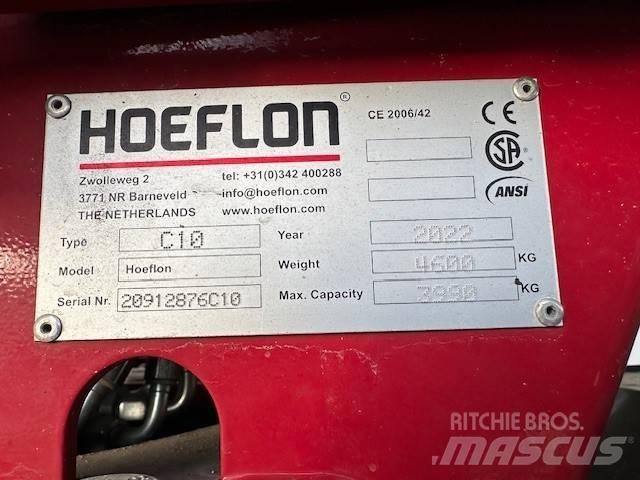 HOEFLON ®
CE 2006/42
CE
SA
ANSI
Zwolleweg 2
3771 NR Barneveld
THE NETHERLANDS
tel: +31(0)342 400288
info@hoeflon.com
www.hoeflon.com
Type C10
Model Hoeflon
Serial Nr. 20912876C10
Year 2022
Weight 4600 KG
Max. Capacity 3990 KG
RITCHIE BROS.
MASCUS